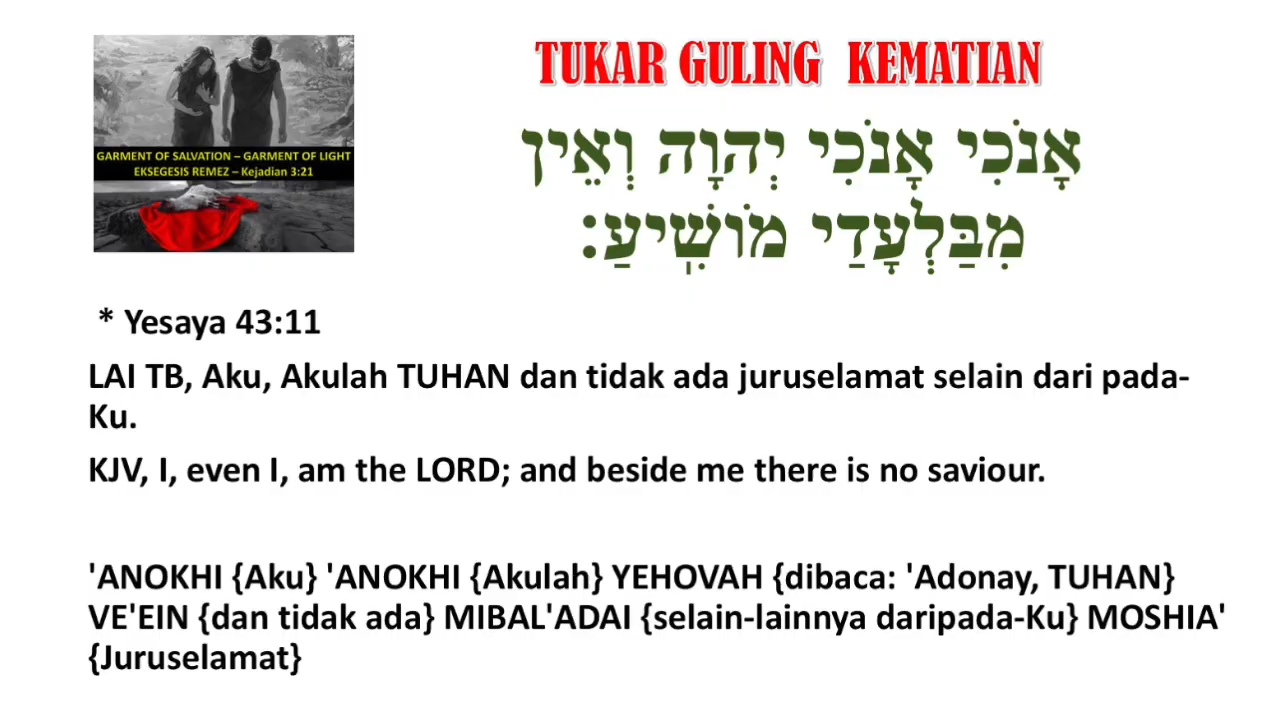 TUKAR GULING KEMATIAN
GARMENT OF SALVATION – GARMENT OF LIGHT
EKSEGESIS REMEZ – Kejadian 3:21
אָנֹכִי אָנֹכִי יְהוָה וְאֵין
מִבַּלְעָדַי מוֹשִֽׁיעַ׃
* Yesaya 43:11
LAI TB, Aku, Akulah TUHAN dan tidak ada juruselamat selain dari pada-
Ku.
KJV, I, even I, am the LORD; and beside me there is no saviour.
'ANOKHI {Aku} 'ANOKHI {Akulah} YEHOVAH {dibaca: 'Adonay, TUHAN}
VE'EIN {dan tidak ada} MIBAL'ADAI {selain-lainnya daripada-Ku} MOSHIA'
{Juruselamat}